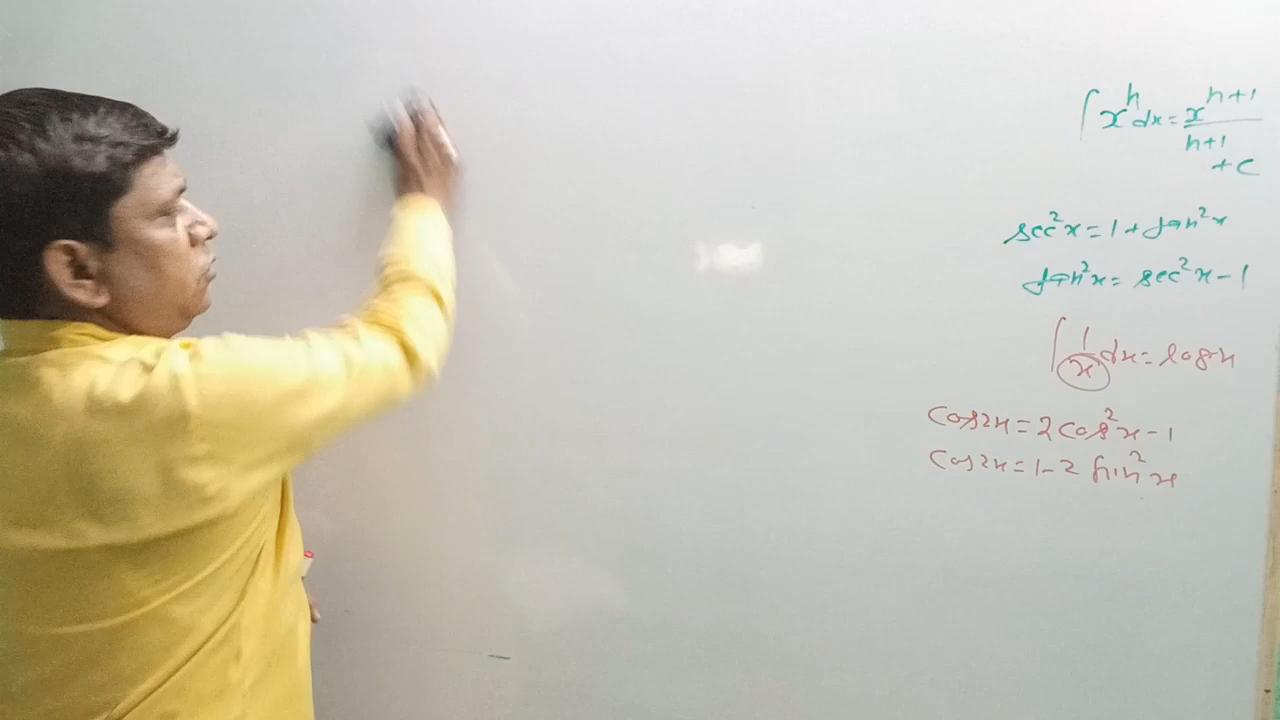 ∫xⁿdx = xⁿ⁺¹/n+1
+ C
sec²x = 1 + tan²x
tan²x = sec²x - 1
∫1/x dx = logx
Cos2x = 2Cos²x - 1
Cos2x = 1 - 2 sin²x